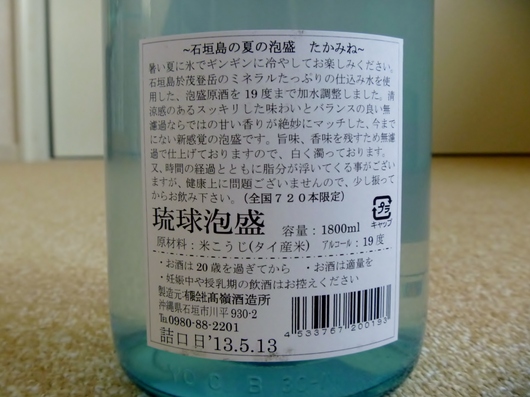 ~石垣島の夏の泡盛　たかみね~
暑い夏に氷でギンギンに冷やしてお楽しみください。
石垣島於茂登岳のミネラルたっぷりの仕込み水を使
用した、泡盛原酒を19度まで加水調整しました。清
涼感のあるスッキリした味わいとバランスの良い無
濾過ならではの甘い香りが絶妙にマッチした、今まで
にない新感覚の泡盛です。旨味、香味を残すため無濾
過で仕上げておりますので、白く濁っております。
又、時間の経過とともに脂分が浮いてくる事がござい
ますが、健康上に問題ございませんので、少し振って
からお飲み下さい。(全国720本限定)
琉球泡盛　容量：1800ml
プラ
キャップ
原材料：米こうじ(タイ産米)　アルコール：19度
・お酒は20歳を過ぎてから　・お酒は適量を
・妊娠中や授乳期の飲酒はお控えください
製造元:有限会社髙嶺酒造所
沖縄県石垣市川平930-2
℡0980-88-2201
詰口日'13.5.13
4533767200193